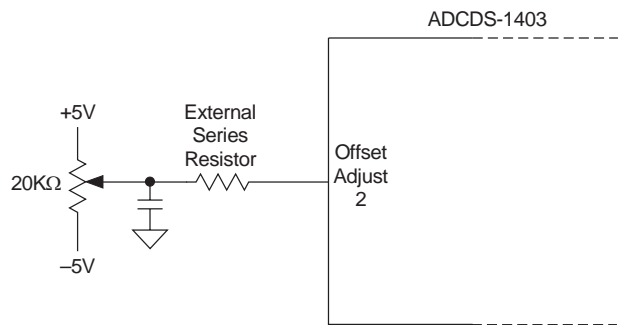 ADCDS-1403
+5V
External
Series
Resistor
20KΩ
Offset
Adjust
2
–5V